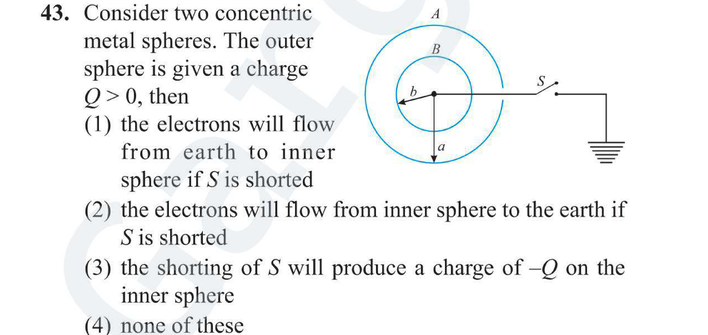 43. Consider two concentric
metal spheres. The outer
sphere is given a charge
Q > 0, then
(1) the electrons will flow
from earth to inner
sphere if S is shorted
(2) the electrons will flow from inner sphere to the earth if
S is shorted
(3) the shorting of S will produce a charge of –Q on the
inner sphere
(4) none of these
A
B
b
a
S